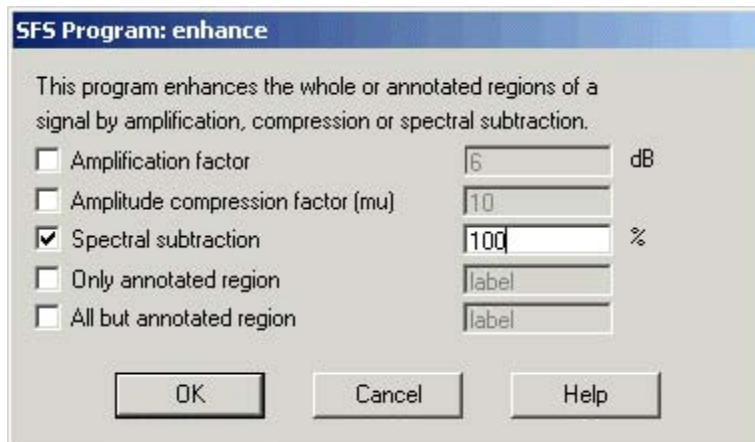 SFS Program: enhance
This program enhances the whole or annotated regions of a
signal by amplification, compression or spectral subtraction.
Amplification factor 6 dB
Amplitude compression factor (mu) 10
Spectral subtraction 100 %
Only annotated region label
All but annotated region label
OK Cancel Help